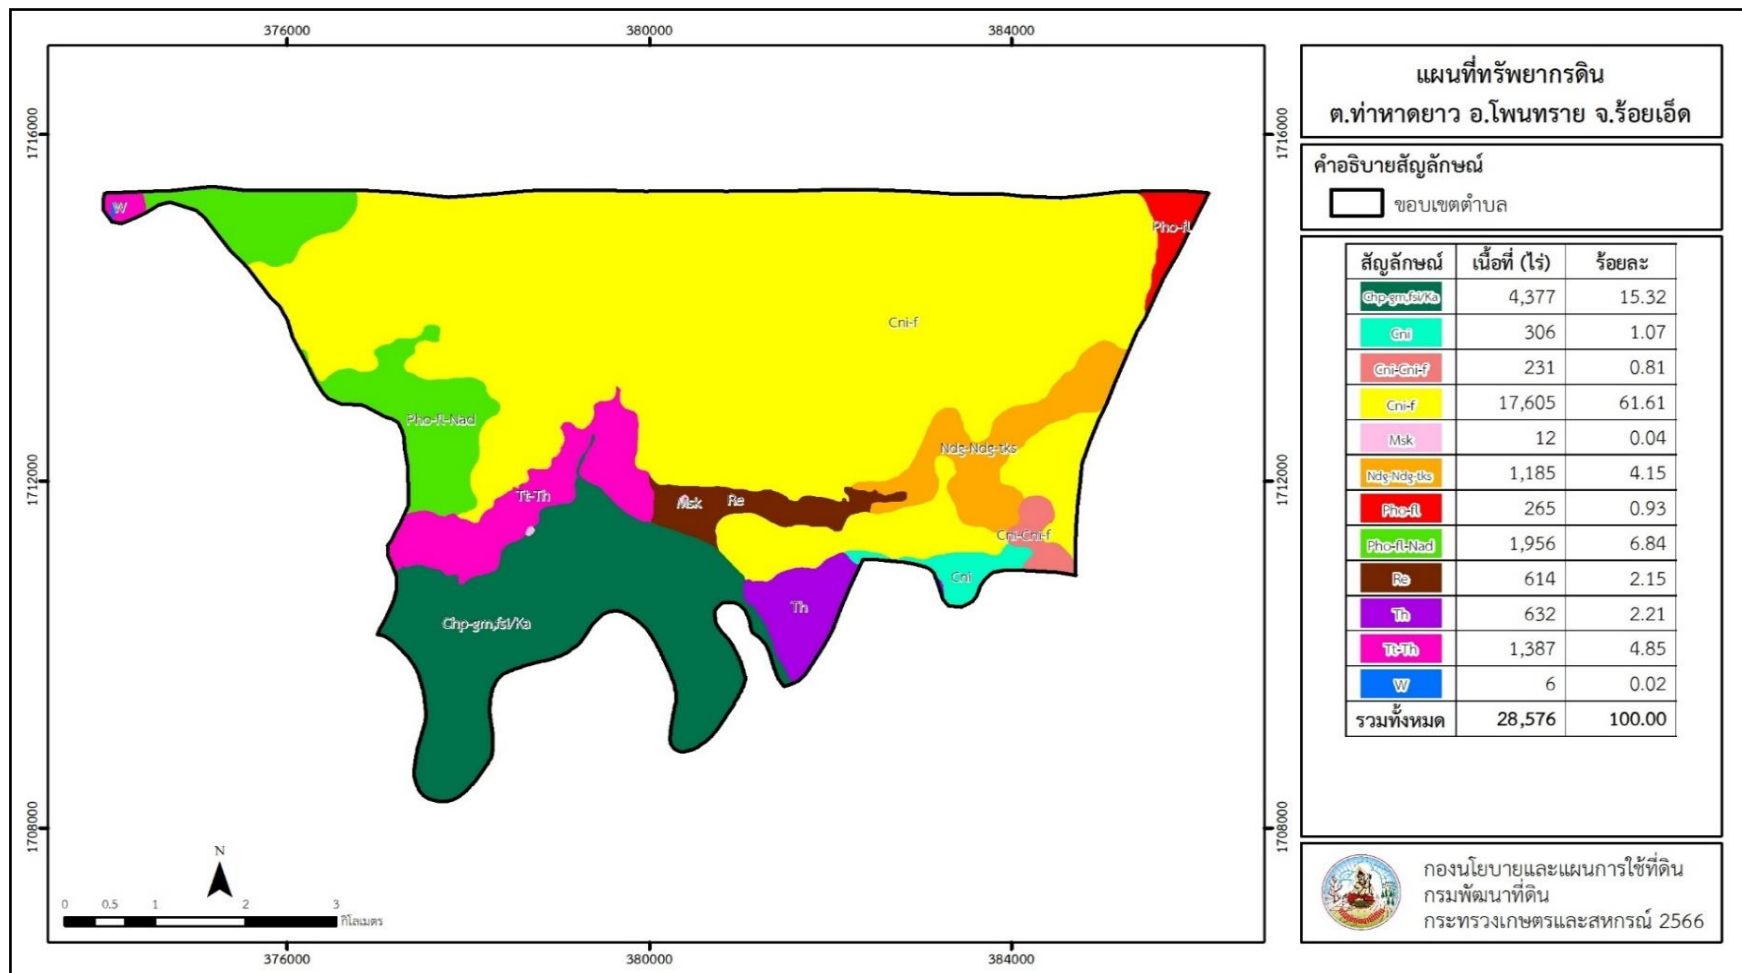 376000 380000 384000
1716000
1712000
1708000
1716000
1712000
1708000
W
Pho-fl
Cni-f
Pho-fl-Nad
Ndg-Ndg-tks
Tt-Th
Msk
Re
Cni-Cni-f
Cni
Th
Chp-gm,fsl/Ka
N
0 0.5 1 2 3
กิโลเมตร
376000 380000 384000
แผนที่ทรัพยากรดิน
ต.ท่าหาดยาว อ.โพนทราย จ.ร้อยเอ็ด
คำอธิบายสัญลักษณ์
ขอบเขตตำบล
สัญลักษณ์ เนื้อที่ (ไร่) ร้อยละ
Chp-gm,fsl/Ka 4,377 15.32
Cni 306 1.07
Cni-Cni-f 231 0.81
Cni-f 17,605 61.61
Msk 12 0.04
Ndg-Ndg-tks 1,185 4.15
Pho-fl 265 0.93
Pho-fl-Nad 1,956 6.84
Re 614 2.15
Th 632 2.21
Tt-Th 1,387 4.85
W 6 0.02
รวมทั้งหมด 28,576 100.00
กองนโยบายและแผนการใช้ที่ดิน
กรมพัฒนาที่ดิน
กระทรวงเกษตรและสหกรณ์ 2566